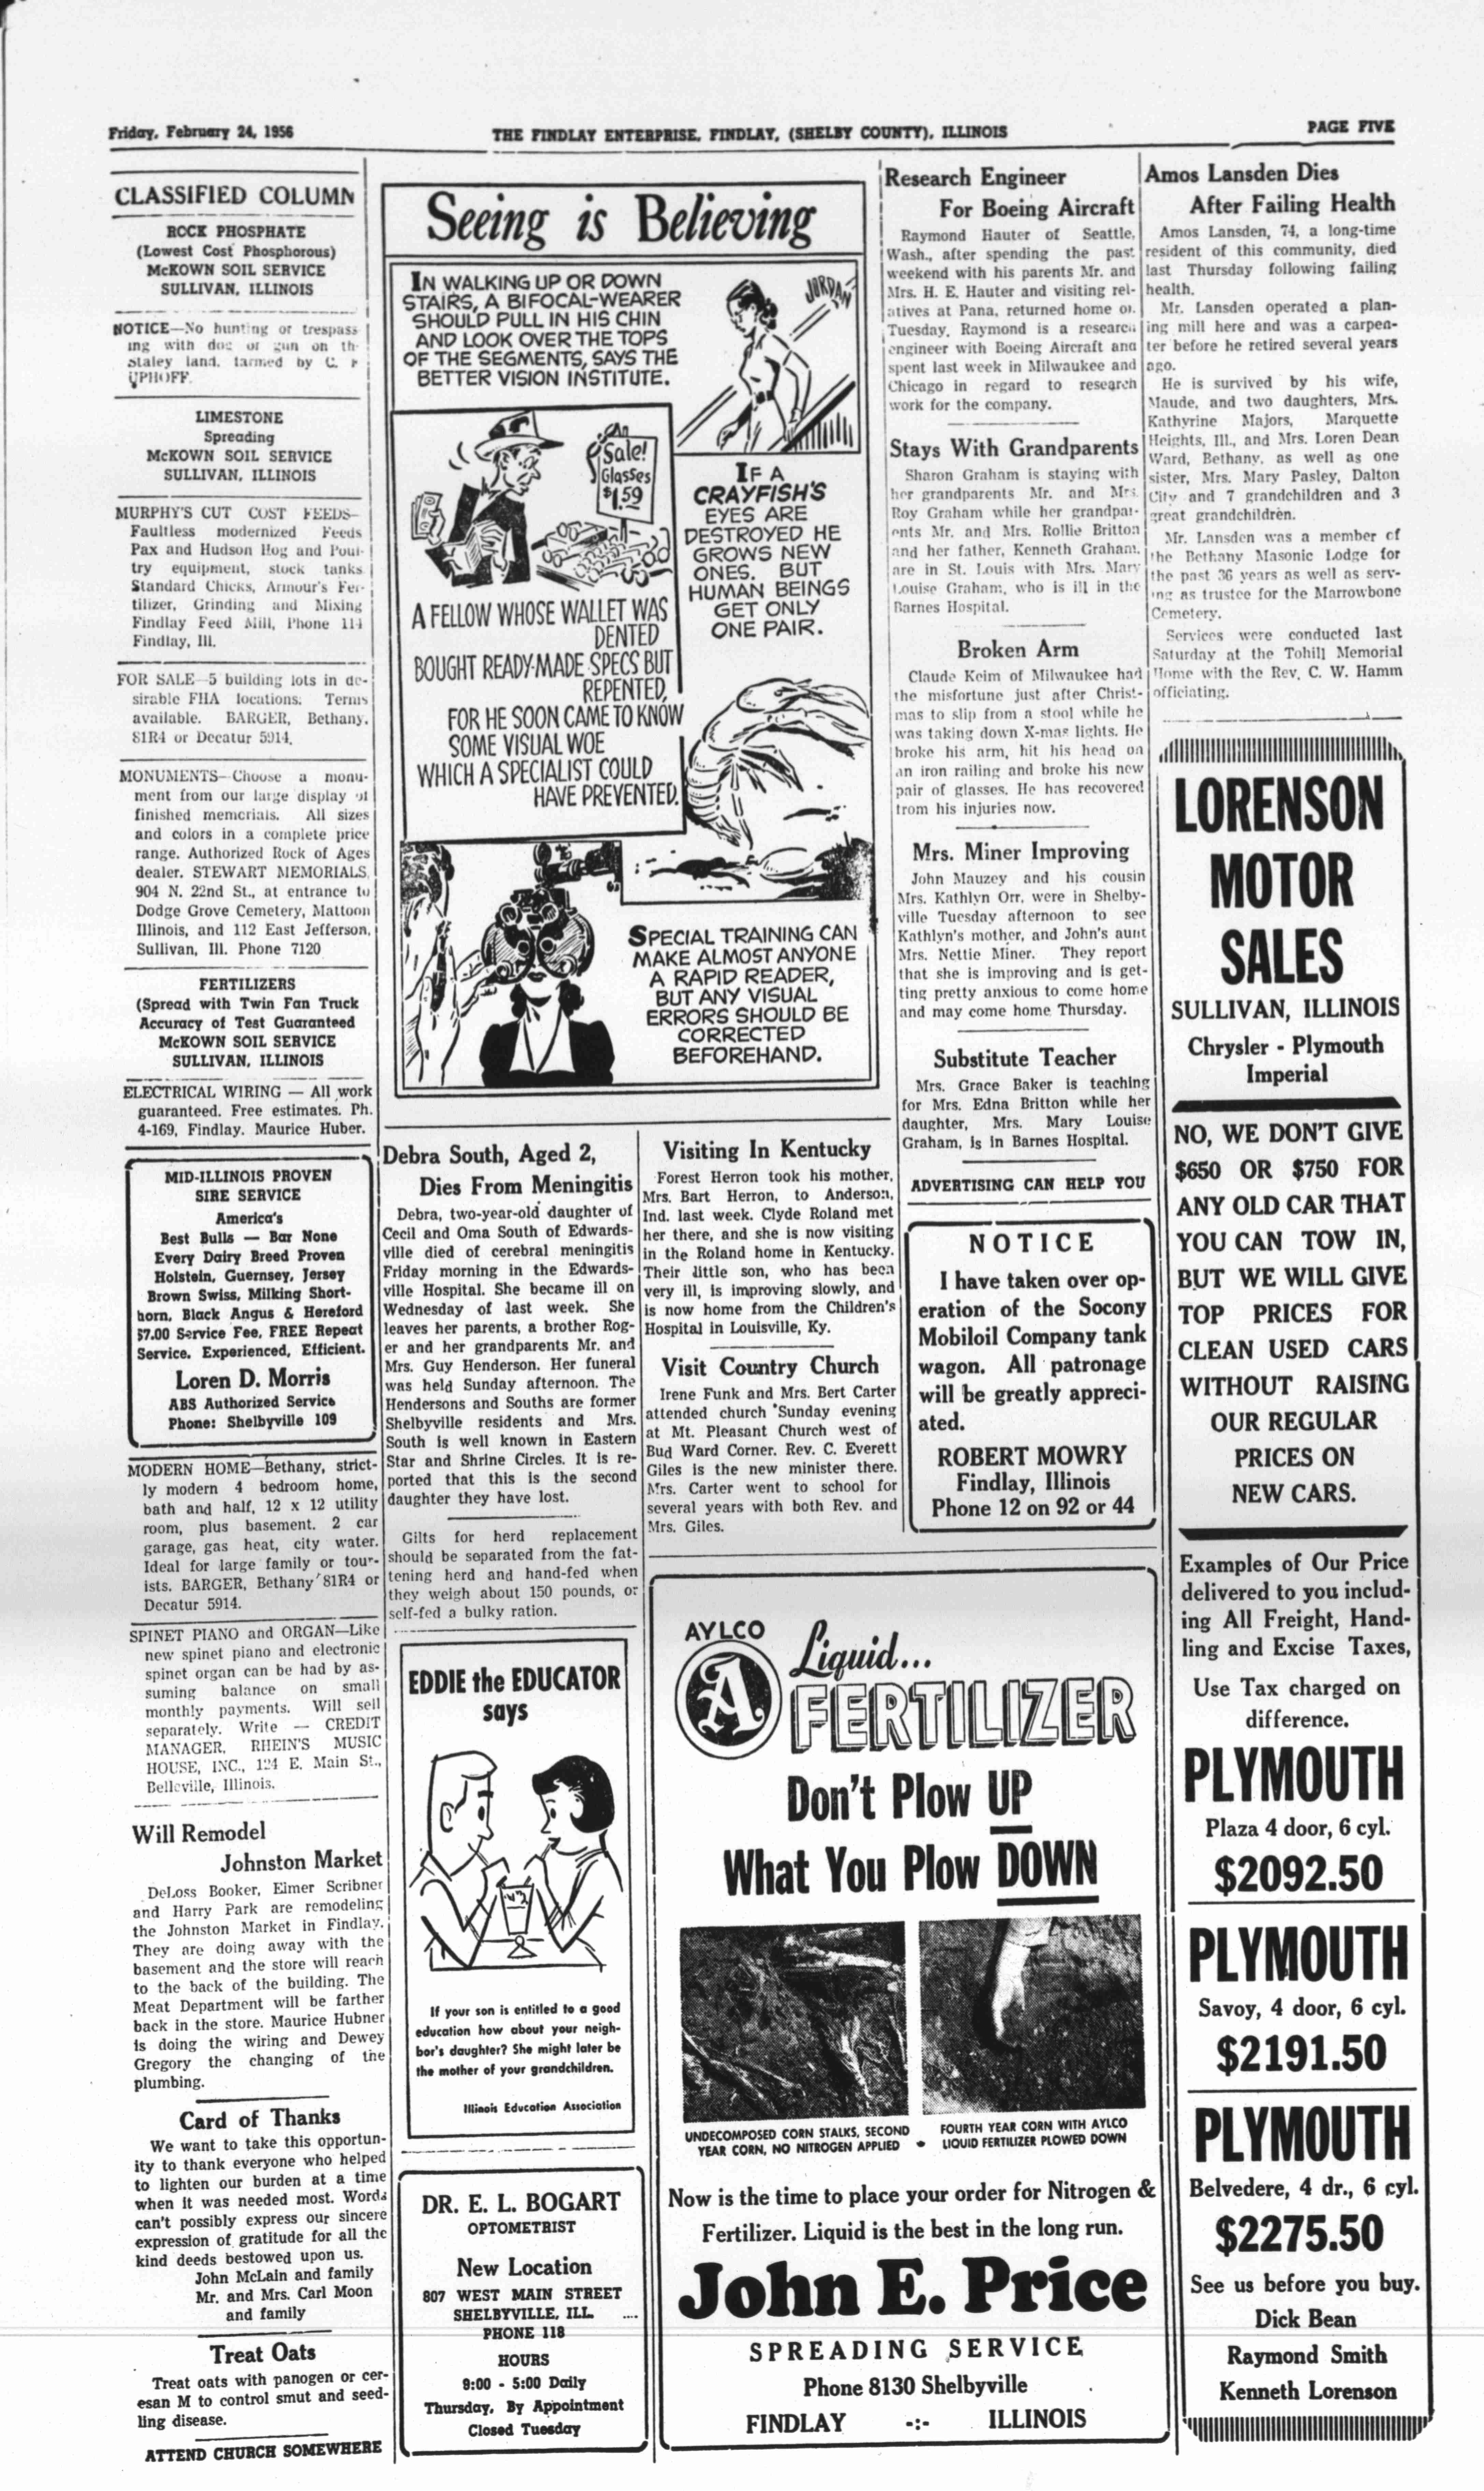 Friday, February 24, 1956
THE FINDLAY ENTERPRISE, FINDLAY, (SHELBY COUNTY), ILLINOIS
PAGE FIVE
CLASSIFIED COLUMN
ROCK PHOSPHATE
(Lowest Cost Phosphorous)
McKOWN SOIL SERVICE
SULLIVAN, ILLINOIS
NOTICE—No hunting or trespass
ing with dog or gun on th
Staley land, farmed by C. F
UPHOFF.
LIMESTONE
Spreading
McKOWN SOIL SERVICE
SULLIVAN, ILLINOIS
MURPHY'S CUT COST FEEDS—
Faultless modernized Feeds
Pax and Hudson Hog and Poul-
try equipment, stock tanks
Standard Chicks, Armour's Fer-
tilizer, Grinding and Mixing
Findlay Feed Mill, Phone 114
Findlay, Ill.
FOR SALE—5 building lots in de-
sirable FHA locations. Terms
available. BARGER, Bethany.
81R4 or Decatur 5914.
MONUMENTS—Choose a monu-
ment from our large display of
finished memorials. All sizes
and colors in a complete price
range. Authorized Rock of Ages
dealer. STEWART MEMORIALS,
904 N. 22nd St., at entrance to
Dodge Grove Cemetery, Mattoon
Illinois, and 112 East Jefferson,
Sullivan, Ill. Phone 7120
FERTILIZERS
(Spread with Twin Fan Truck
Accuracy of Test Guaranteed
McKOWN SOIL SERVICE
SULLIVAN, ILLINOIS
ELECTRICAL WIRING — All work
guaranteed. Free estimates. Ph.
4-169, Findlay. Maurice Huber.
MID-ILLINOIS PROVEN
SIRE SERVICE
America's
Best Bulls — Bar None
Every Dairy Breed Proven
Holstein, Guernsey, Jersey
Brown Swiss, Milking Short-
horn, Black Angus & Hereford
$7.00 Service Fee, FREE Repeat
Service. Experienced, Efficient.
Loren D. Morris
ABS Authorized Service
Phone: Shelbyville 109
MODERN HOME—Bethany, strict-
ly modern 4 bedroom home,
bath and half, 12 x 12 utility
room, plus basement. 2 car
garage, gas heat, city water.
Ideal for large family or tour-
ists. BARGER, Bethany 81R4 or
Decatur 5914.
SPINET PIANO and ORGAN—Like
new spinet piano and electronic
spinet organ can be had by as-
suming balance on small
monthly payments. Will sell
separately. Write — CREDIT
MANAGER, RHEIN'S MUSIC
HOUSE, INC., 124 E. Main St.,
Belleville, Illinois.
Will Remodel
Johnston Market
DeLoss Booker, Elmer Scribner
and Harry Park are remodeling
the Johnston Market in Findlay.
They are doing away with the
basement and the store will reach
to the back of the building. The
Meat Department will be farther
back in the store. Maurice Hubner
is doing the wiring and Dewey
Gregory the changing of the
plumbing.
Card of Thanks
We want to take this opportun-
ity to thank everyone who helped
to lighten our burden at a time
when it was needed most. Words
can't possibly express our sincere
expression of gratitude for all the
kind deeds bestowed upon us.
John McLain and family
Mr. and Mrs. Carl Moon
and family
Treat Oats
Treat oats with panogen or cer-
esan M to control smut and seed-
ling disease.
ATTEND CHURCH SOMEWHERE
Seeing is Believing
IN WALKING UP OR DOWN
STAIRS, A BIFOCAL-WEARER
SHOULD PULL IN HIS CHIN
AND LOOK OVER THE TOPS
OF THE SEGMENTS, SAYS THE
BETTER VISION INSTITUTE.
JORDAN
Sale!
Glasses
$1.59
A FELLOW WHOSE WALLET WAS
DENTED
BOUGHT READY-MADE SPECS BUT
REPENTED,
FOR HE SOON CAME TO KNOW
SOME VISUAL WOE
WHICH A SPECIALIST COULD
HAVE PREVENTED.
IF A
CRAYFISH'S
EYES ARE
DESTROYED HE
GROWS NEW
ONES. BUT
HUMAN BEINGS
GET ONLY
ONE PAIR.
SPECIAL TRAINING CAN
MAKE ALMOST ANYONE
A RAPID READER,
BUT ANY VISUAL
ERRORS SHOULD BE
CORRECTED
BEFOREHAND.
Debra South, Aged 2,
Dies From Meningitis
Debra, two-year-old daughter of
Cecil and Oma South of Edwards-
ville died of cerebral meningitis
Friday morning in the Edwards-
ville Hospital. She became ill on
Wednesday of last week. She
leaves her parents, a brother Rog-
er and her grandparents Mr. and
Mrs. Guy Henderson. Her funeral
was held Sunday afternoon. The
Hendersons and Souths are former
Shelbyville residents and Mrs.
South is well known in Eastern
Star and Shrine Circles. It is re-
ported that this is the second
daughter they have lost.
Gilts for herd replacement
should be separated from the fat-
tening herd and hand-fed when
they weigh about 150 pounds, or
self-fed a bulky ration.
EDDIE the EDUCATOR
says
If your son is entitled to a good
education how about your neigh-
bor's daughter? She might later be
the mother of your grandchildren.
Illinois Education Association
DR. E. L. BOGART
OPTOMETRIST
New Location
807 WEST MAIN STREET
SHELBYVILLE, ILL. ....
PHONE 118
HOURS
9:00 - 5:00 Daily
Thursday, By Appointment
Closed Tuesday
Visiting In Kentucky
Forest Herron took his mother,
Mrs. Bart Herron, to Anderson,
Ind. last week. Clyde Roland met
her there, and she is now visiting
in the Roland home in Kentucky.
Their little son, who has been
very ill, is improving slowly, and
is now home from the Children's
Hospital in Louisville, Ky.
Visit Country Church
Irene Funk and Mrs. Bert Carter
attended church Sunday evening
at Mt. Pleasant Church west of
Bud Ward Corner. Rev. C. Everett
Giles is the new minister there.
Mrs. Carter went to school for
several years with both Rev. and
Mrs. Giles.
AYLCO
A
Liquid...
FERTILIZER
Don't Plow UP
What You Plow DOWN
UNDECOMPOSED CORN STALKS, SECOND
YEAR CORN, NO NITROGEN APPLIED •
FOURTH YEAR CORN WITH AYLCO
LIQUID FERTILIZER PLOWED DOWN
Now is the time to place your order for Nitrogen &
Fertilizer. Liquid is the best in the long run.
John E. Price
SPREADING SERVICE
Phone 8130 Shelbyville
FINDLAY -:- ILLINOIS
Research Engineer
For Boeing Aircraft
Raymond Hauter of Seattle,
Wash., after spending the past
weekend with his parents Mr. and
Mrs. H. E. Hauter and visiting rel-
atives at Pana, returned home on
Tuesday. Raymond is a research
engineer with Boeing Aircraft and
spent last week in Milwaukee and
Chicago in regard to research
work for the company.
Stays With Grandparents
Sharon Graham is staying with
her grandparents Mr. and Mrs.
Roy Graham while her grandpar-
ents Mr. and Mrs. Rollie Britton
and her father, Kenneth Graham,
are in St. Louis with Mrs. Mary
Louise Graham, who is ill in the
Barnes Hospital.
Broken Arm
Claude Keim of Milwaukee had
the misfortune just after Christ-
mas to slip from a stool while he
was taking down X-mas lights. He
broke his arm, hit his head on
an iron railing and broke his new
pair of glasses. He has recovered
from his injuries now.
Mrs. Miner Improving
John Mauzey and his cousin
Mrs. Kathlyn Orr, were in Shelby-
ville Tuesday afternoon to see
Kathlyn's mother, and John's aunt
Mrs. Nettie Miner. They report
that she is improving and is get-
ting pretty anxious to come home
and may come home Thursday.
Substitute Teacher
Mrs. Grace Baker is teaching
for Mrs. Edna Britton while her
daughter, Mrs. Mary Louise
Graham, is in Barnes Hospital.
ADVERTISING CAN HELP YOU
NOTICE
I have taken over op-
eration of the Socony
Mobiloil Company tank
wagon. All patronage
will be greatly appreci-
ated.
ROBERT MOWRY
Findlay, Illinois
Phone 12 on 92 or 44
Amos Lansden Dies
After Failing Health
Amos Lansden, 74, a long-time
resident of this community, died
last Thursday following failing
health.
Mr. Lansden operated a plan-
ing mill here and was a carpen-
ter before he retired several years
ago.
He is survived by his wife,
Maude, and two daughters, Mrs.
Kathyrine Majors, Marquette
Heights, Ill., and Mrs. Loren Dean
Ward, Bethany, as well as one
sister, Mrs. Mary Pasley, Dalton
City and 7 grandchildren and 3
great grandchildren.
Mr. Lansden was a member of
the Bethany Masonic Lodge for
the past 36 years as well as serv-
ing as trustee for the Marrowbone
Cemetery.
Services were conducted last
Saturday at the Tohill Memorial
Home with the Rev. C. W. Hamm
officiating.
LORENSON
MOTOR
SALES
SULLIVAN, ILLINOIS
Chrysler - Plymouth
Imperial
NO, WE DON'T GIVE
$650 OR $750 FOR
ANY OLD CAR THAT
YOU CAN TOW IN,
BUT WE WILL GIVE
TOP PRICES FOR
CLEAN USED CARS
WITHOUT RAISING
OUR REGULAR
PRICES ON
NEW CARS.
Examples of Our Price
delivered to you includ-
ing All Freight, Hand-
ling and Excise Taxes,
Use Tax charged on
difference.
PLYMOUTH
Plaza 4 door, 6 cyl.
$2092.50
PLYMOUTH
Savoy, 4 door, 6 cyl.
$2191.50
PLYMOUTH
Belvedere, 4 dr., 6 cyl.
$2275.50
See us before you buy.
Dick Bean
Raymond Smith
Kenneth Lorenson